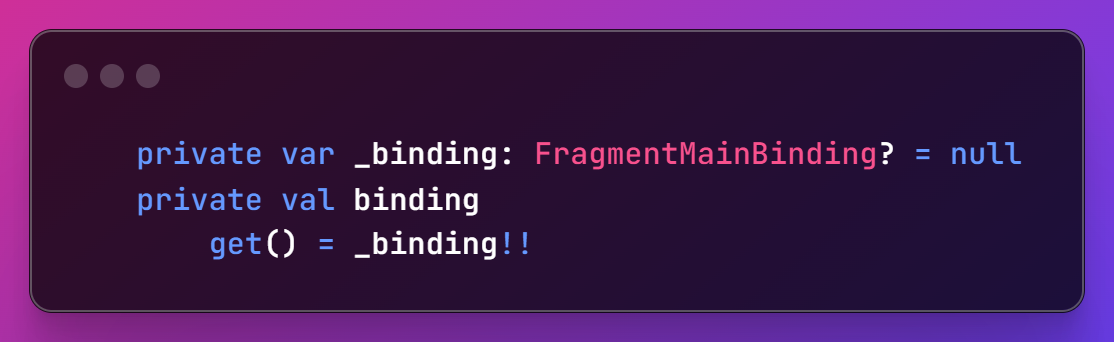 private var _binding: FragmentMainBinding? = null
private val binding
get() = _binding!!